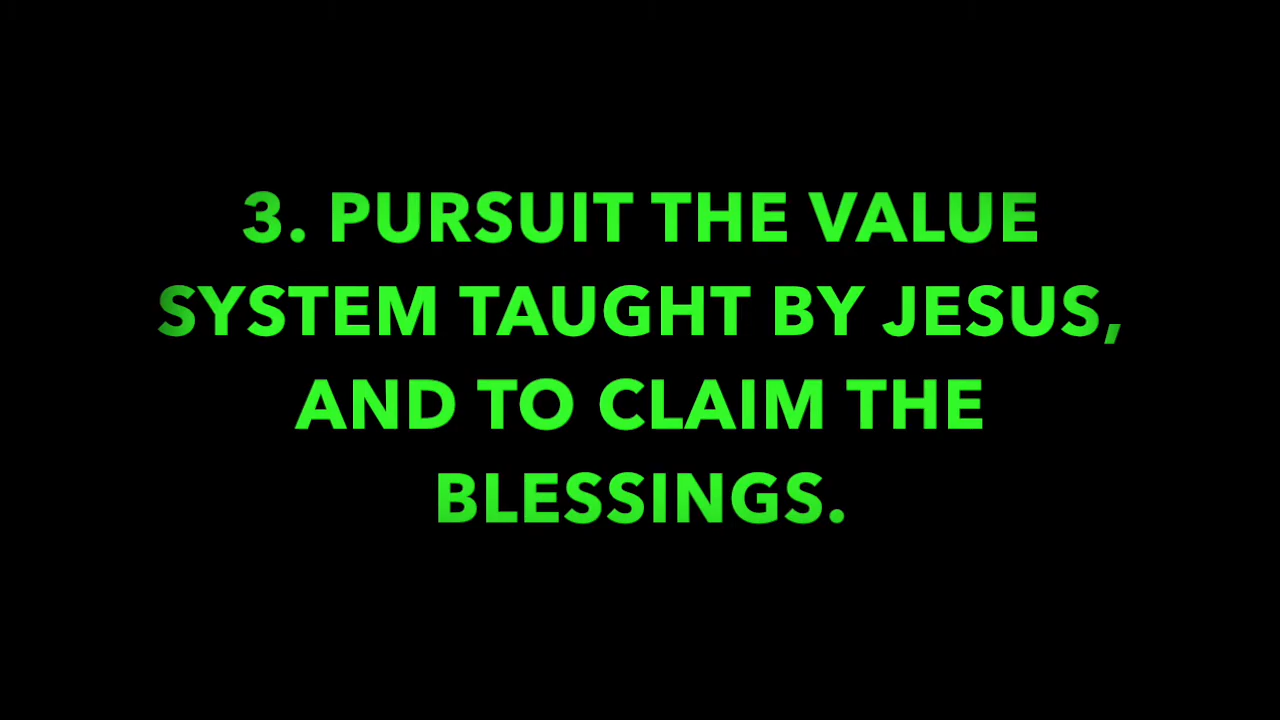 3. PURSUIT THE VALUE
SYSTEM TAUGHT BY JESUS,
AND TO CLAIM THE
BLESSINGS.